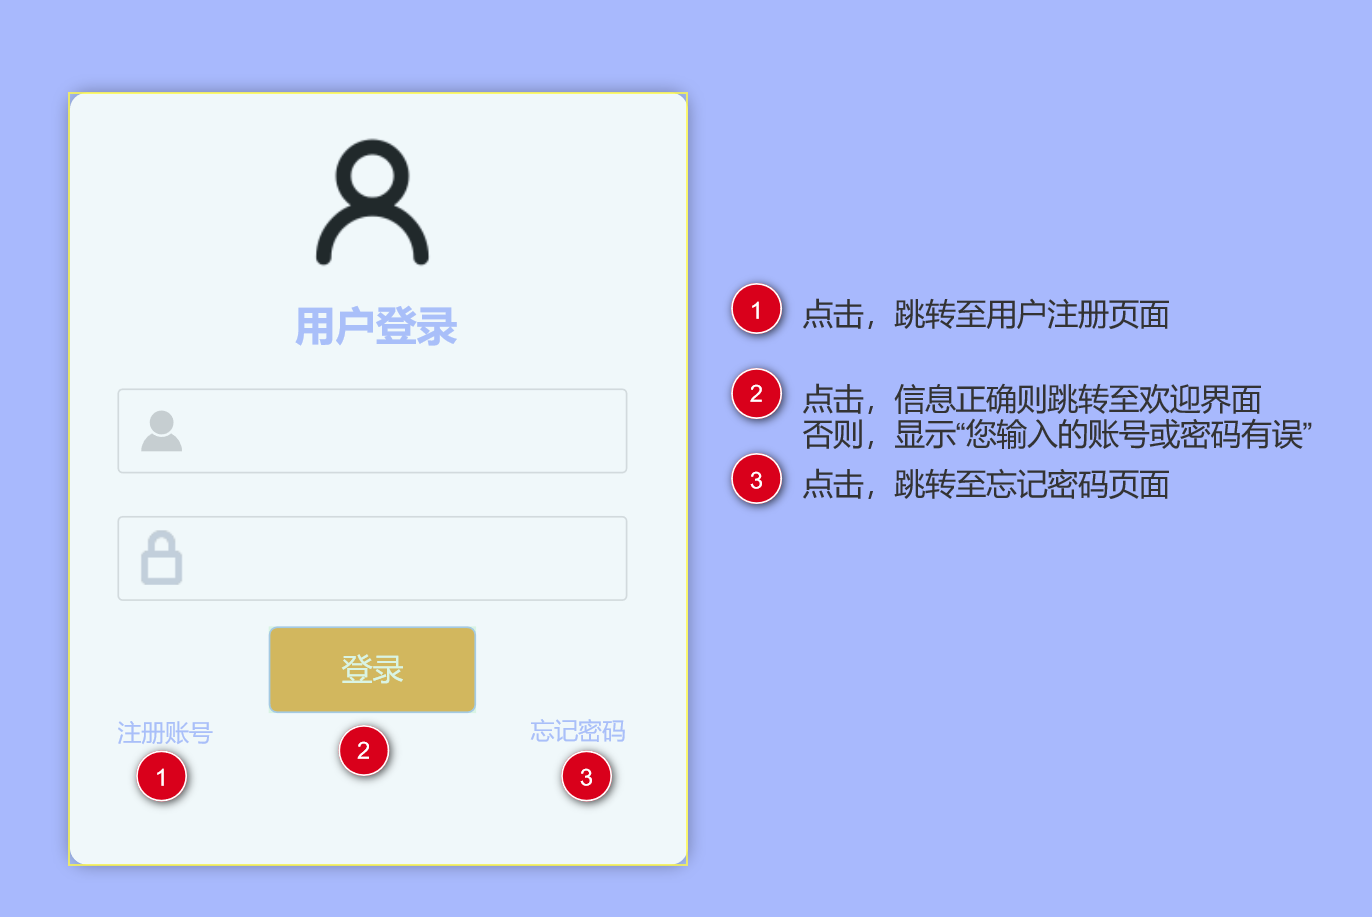 用户登录
登录
注册账号
忘记密码
1
2
3
1 点击，跳转至用户注册页面
2 点击，信息正确则跳转至欢迎界面
否则，显示“您输入的账号或密码有误”
3 点击，跳转至忘记密码页面